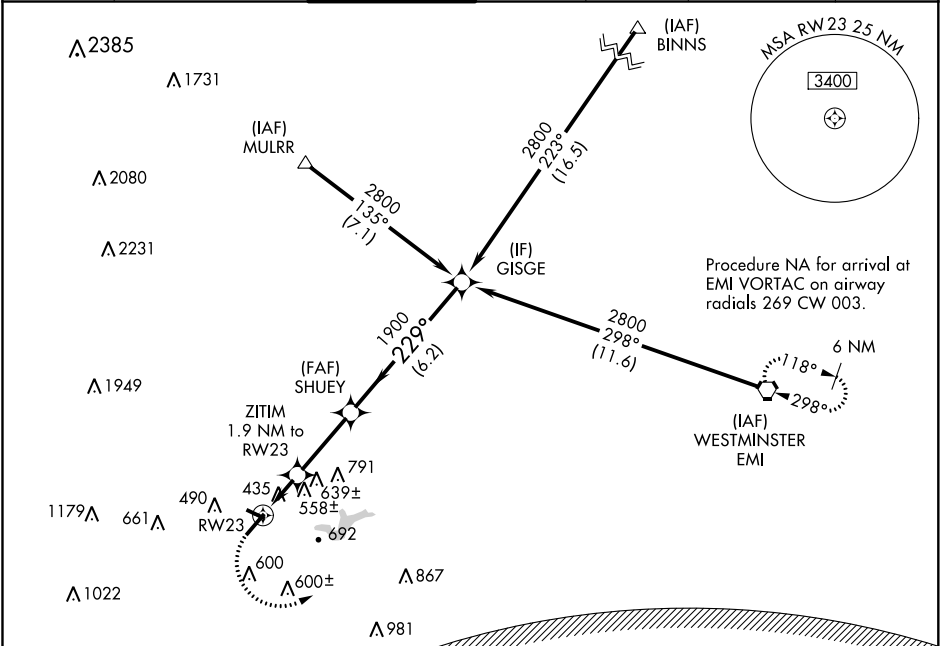 2385
1731
(IAF)
BINNS
MSA RW23 25 NM
3400
(IAF)
MULRR
2800
223°
(16.5)
2080
2800
135°
(7.1)
2231
(IF)
GISGE
Procedure NA for arrival at
EMI VORTAC on airway
radials 269 CW 003.
1900
229°
(6.2)
2800
298°
(11.6)
6 NM
118°
298°
(FAF)
SHUEY
1949
ZITIM
1.9 NM to
RW23
(IAF)
WESTMINSTER
EMI
791
435
639±
558±
490
RW23
1179
661
692
600
600±
867
1022
981